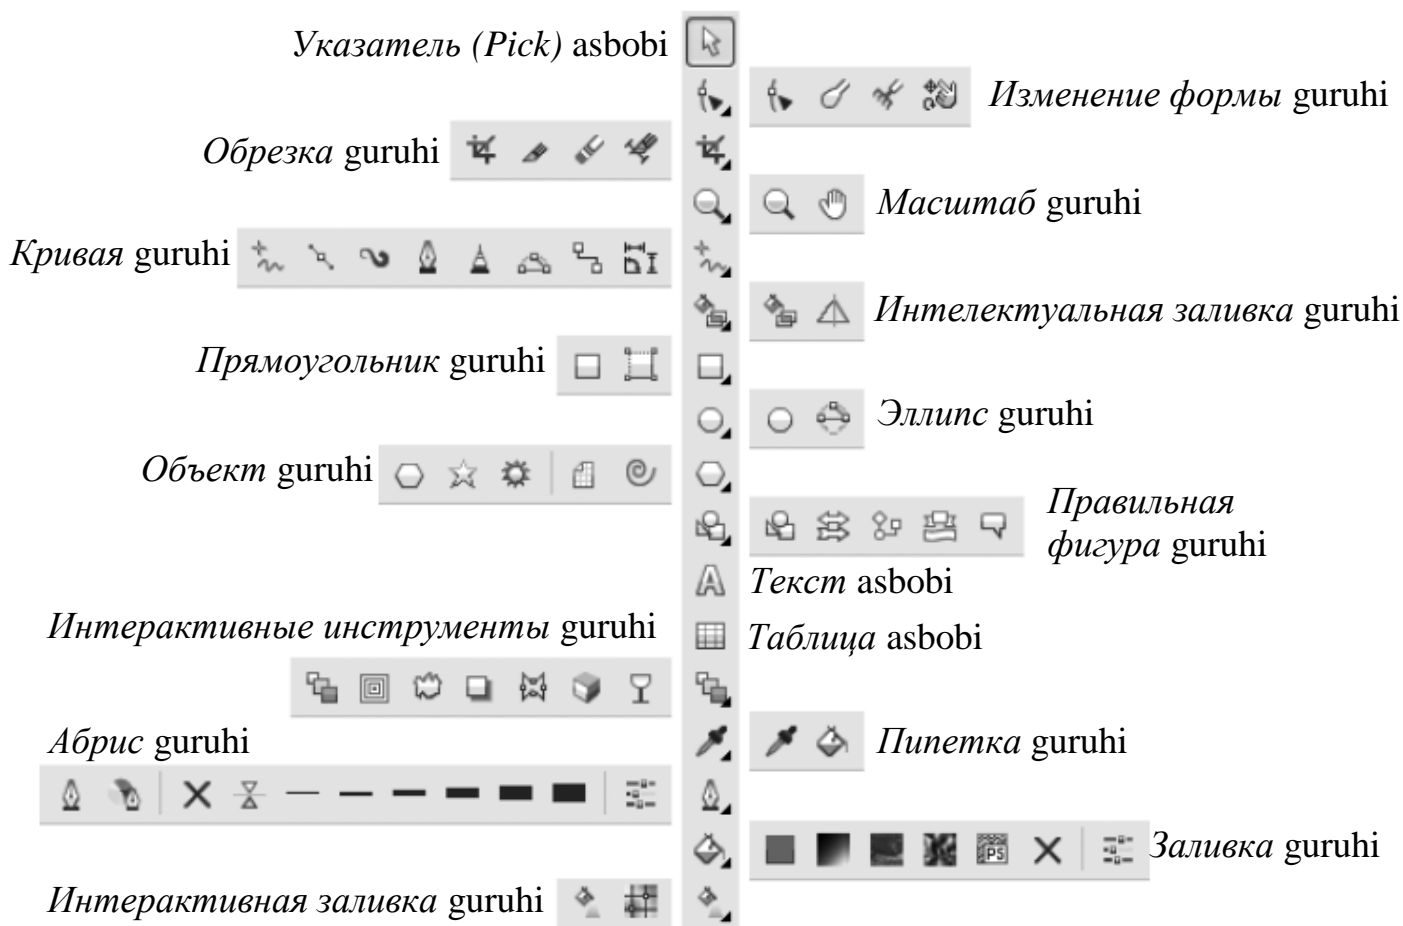 Указатель (Pick) asbobi
Изменение формы guruhi
Обрезка guruhi
Масштаб guruhi
Кривая guruhi
Интелектуальная заливка guruhi
Прямоугольник guruhi
Эллипс guruhi
Объект guruhi
Правильная
фигура guruhi
Текст asbobi
Интерактивные инструменты guruhi
Таблица asbobi
Абрис guruhi
Пипетка guruhi
PS
Заливка guruhi
Интерактивная заливка guruhi